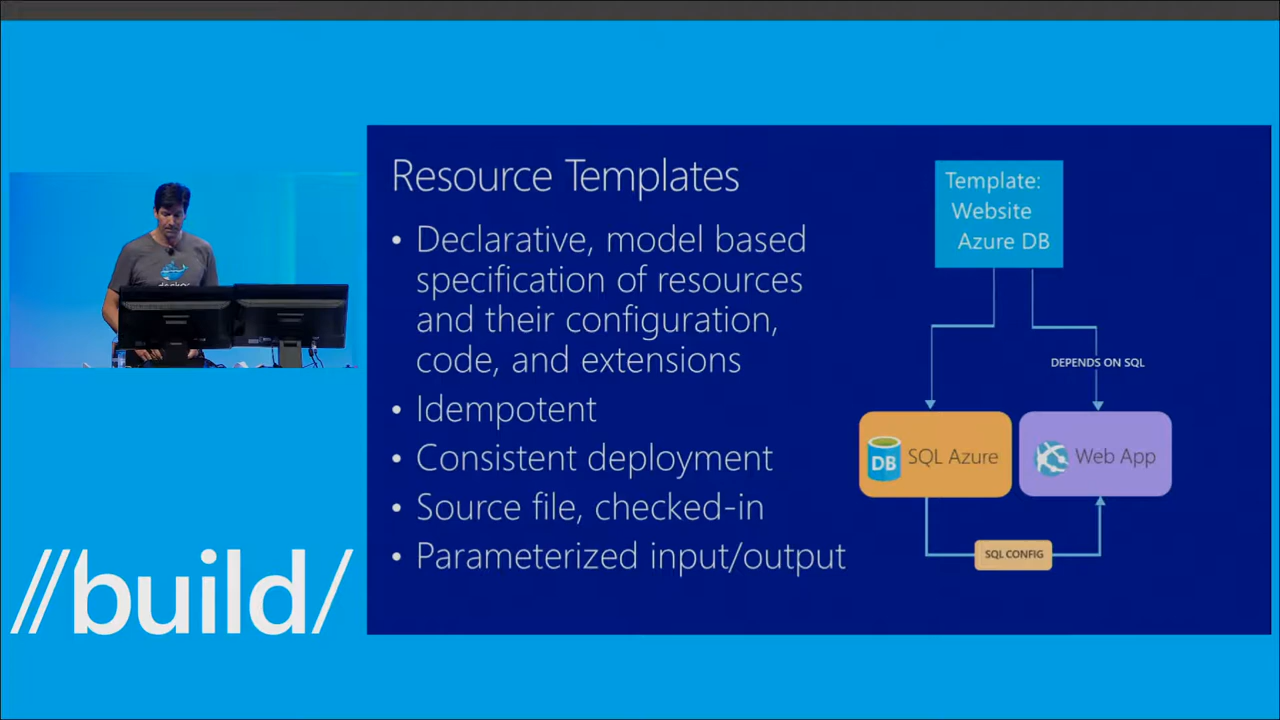 Resource Templates
• Declarative, model based
specification of resources
and their configuration,
code, and extensions
• Idempotent
• Consistent deployment
• Source file, checked-in
• Parameterized input/output
Template:
Website
Azure DB
DEPENDS ON SQL
DB
SQL Azure
Web App
SQL CONFIG
//build/